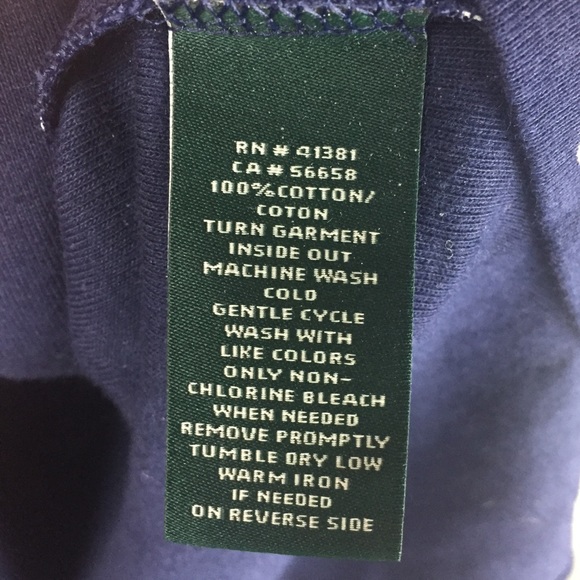 RN # 41381
CA # 56658
100%COTTON/
COTON
TURN GARMENT
INSIDE OUT
MACHINE WASH
COLD
GENTLE CYCLE
WASH WITH
LIKE COLORS
ONLY NON-
CHLORINE BLEACH
WHEN NEEDED
REMOVE PROMPTLY
TUMBLE DRY LOW
WARM IRON
IF NEEDED
ON REVERSE SIDE